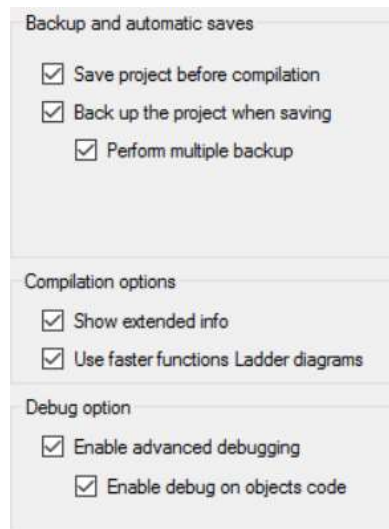 Backup and automatic saves
Save project before compilation
Back up the project when saving
Perform multiple backup
Compilation options
Show extended info
Use faster functions Ladder diagrams
Debug option
Enable advanced debugging
Enable debug on objects code